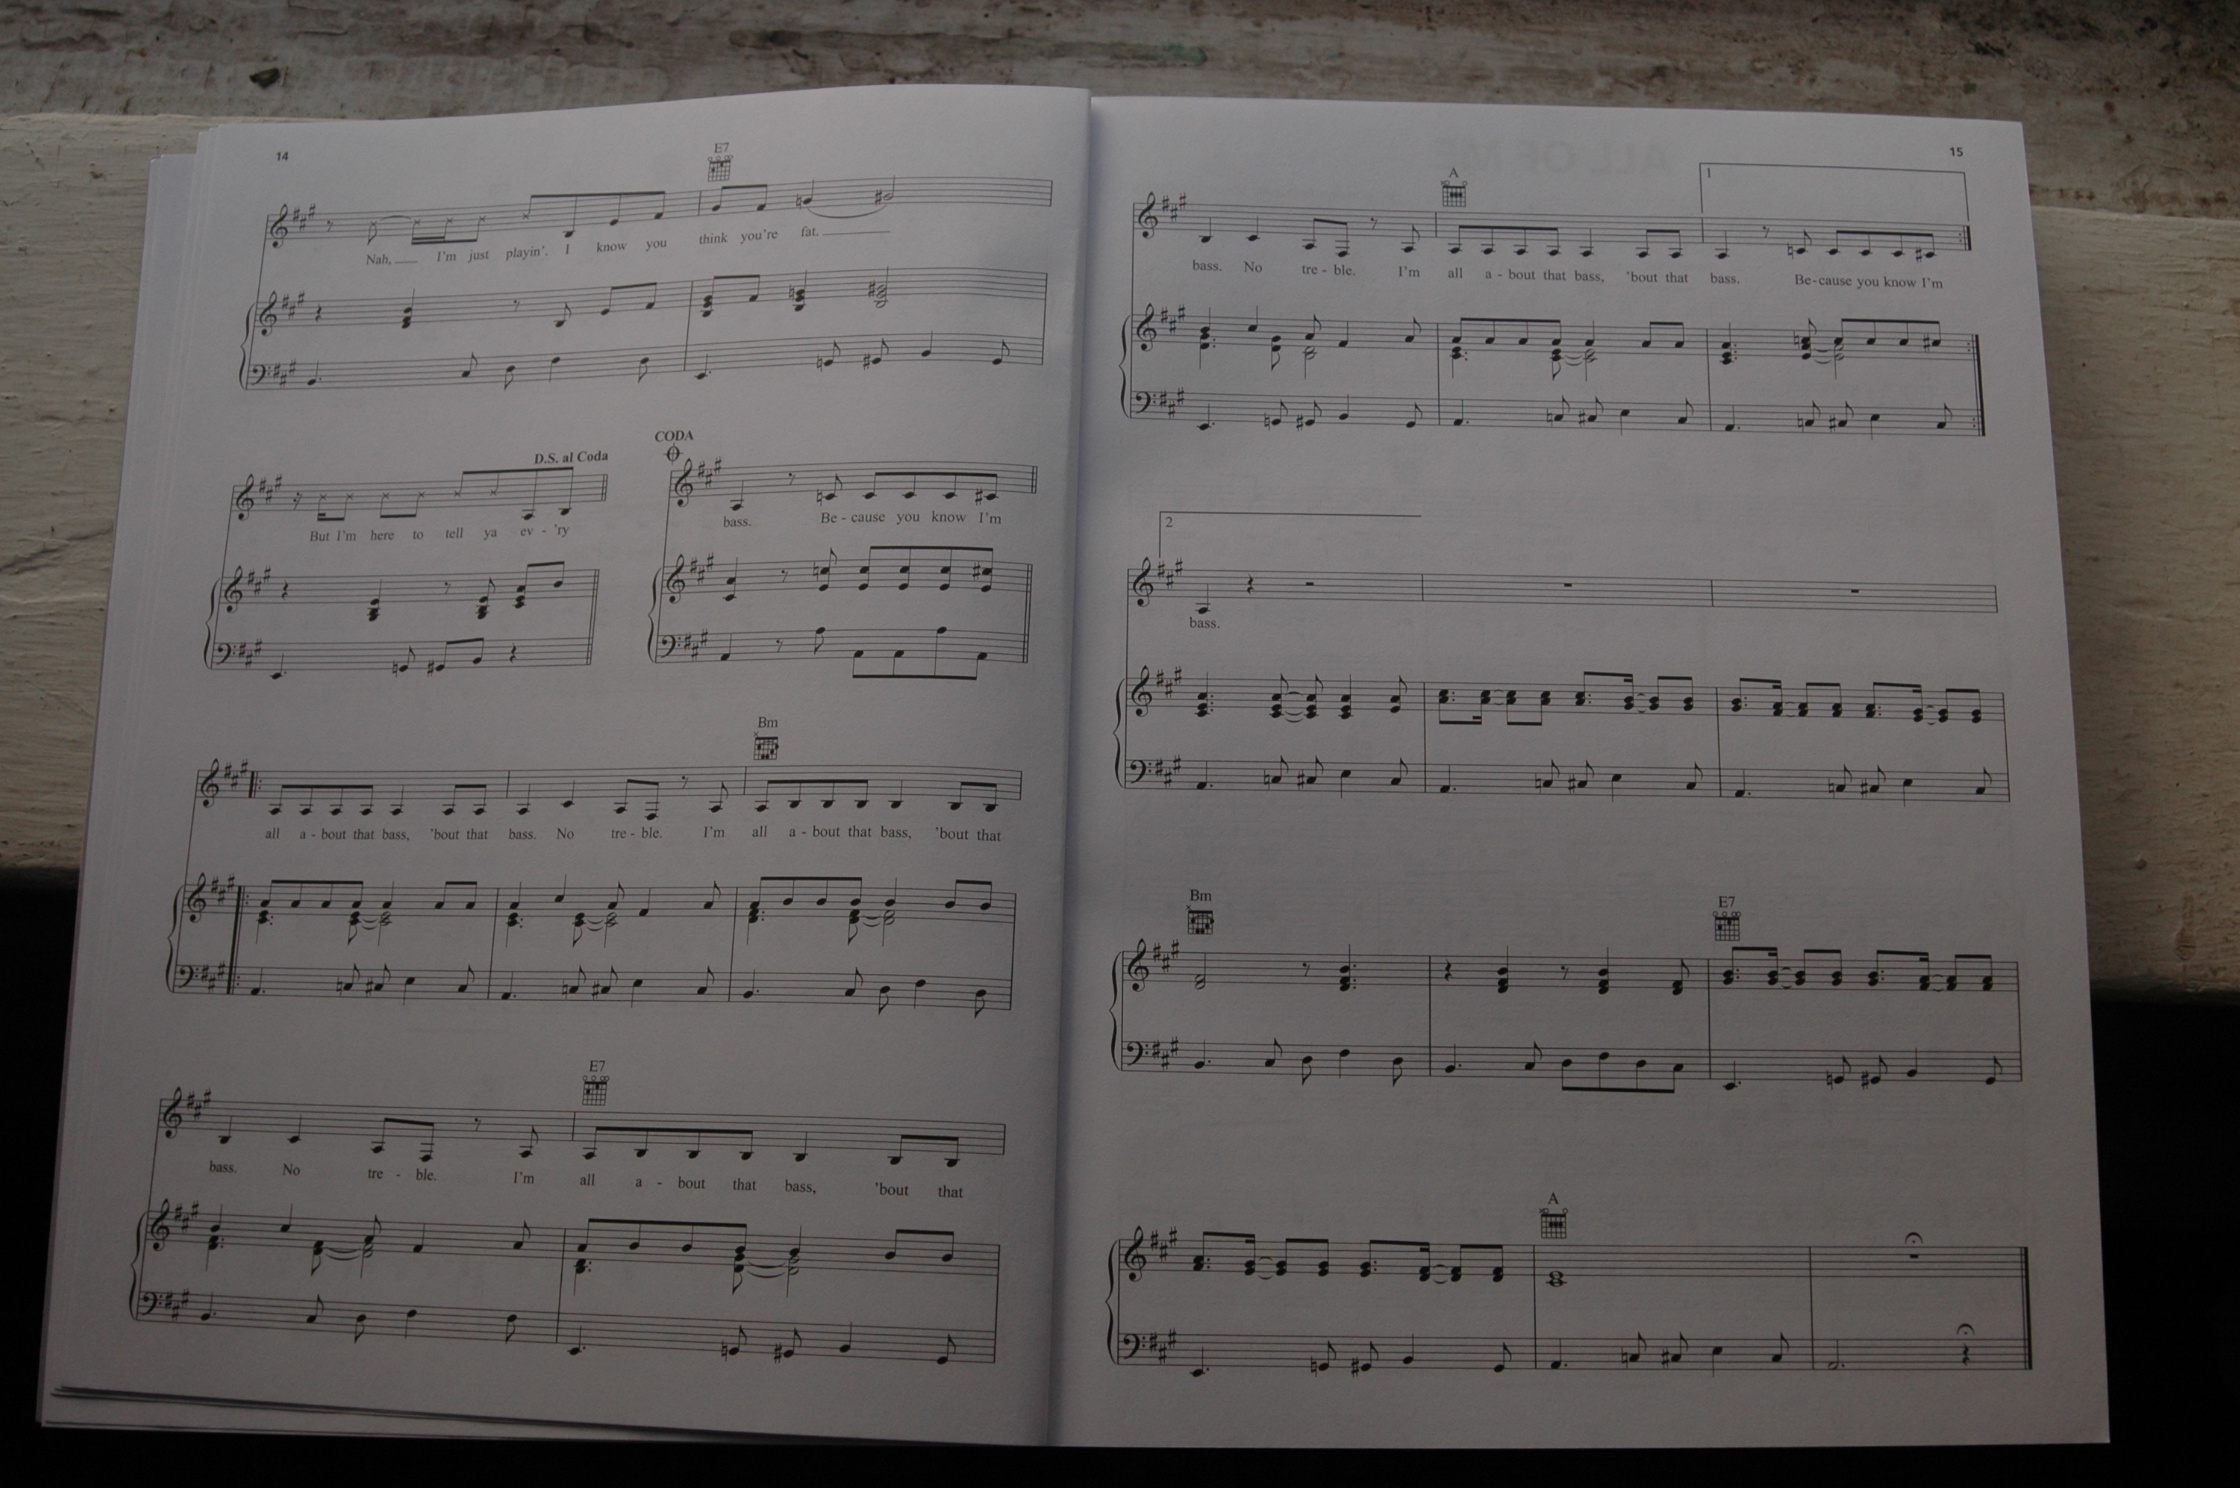 14
E7
Nah, I'm just playin'. I know you think you're fat.
D.S. al Coda
CODA
But I'm here to tell ya ev - 'ry
bass. Be - cause you know I'm
Bm
all a - bout that bass, 'bout that bass. No tre - ble. I'm all a - bout that bass, 'bout that
E7
bass. No tre - ble. I'm all a - bout that bass, 'bout that
15
A
1
bass. No tre - ble. I'm all a - bout that bass, 'bout that bass. Be - cause you know I'm
2
bass.
Bm E7
A
ALL OF ME